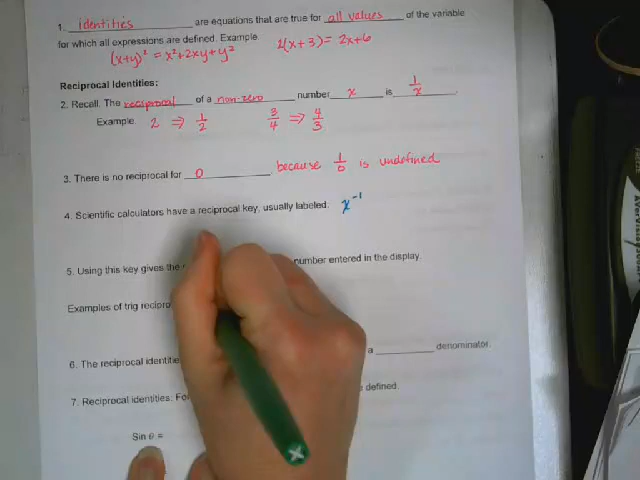 1. identities are equations that are true for all values of the variable
for which all expressions are defined. Example:
(x+y)² = x²+2xy+y² 2(x+3)= 2x+6
Reciprocal Identities:
2. Recall. The reciprocal of a non-zero number x is 1/x.
Example. 2 ⇒ 1/2 3/4 ⇒ 4/3
3. There is no reciprocal for 0 because 1/0 is undefined
4. Scientific calculators have a reciprocal key, usually labeled: x⁻¹
5. Using this key gives the number entered in the display.
Examples of trig
6. The reciprocal a ______ denominator.
7. Reciprocal identities: defined.
Sin θ =